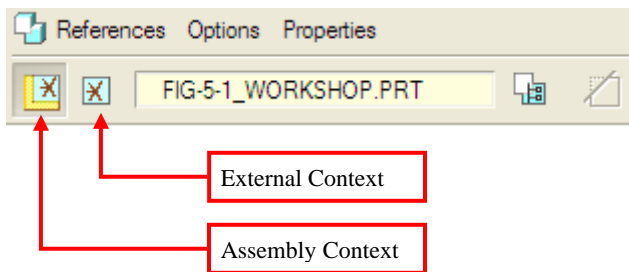 References Options Properties
FIG-5-1_WORKSHOP.PRT
External Context
Assembly Context